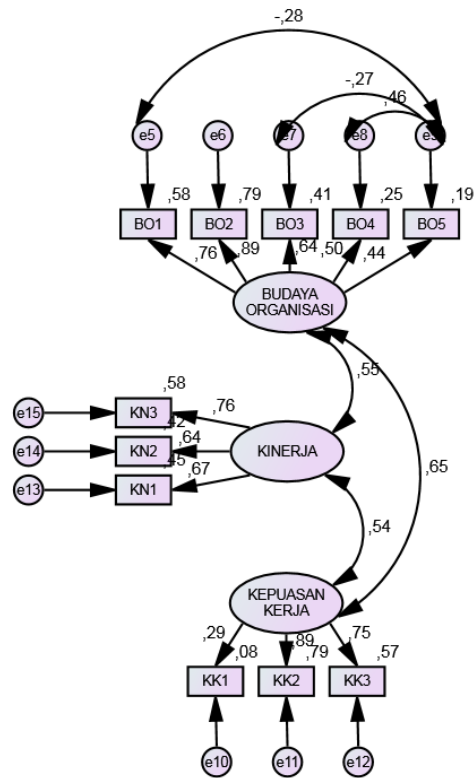 -,28
-,27
,46
e5
e6
e7
e8
,58
,79
,41
,25
,19
BO1
BO2
BO3
BO4
BO5
,76
,89
,64
,50
,44
BUDAYA
ORGANISASI
,55
,58
e15
KN3
,76
,42
e14
KN2
,64
KINERJA
,65
,45
e13
KN1
,67
,54
KEPUASAN
KERJA
,29
,08
,89
,79
,75
,57
KK1
KK2
KK3
e10
e11
e12